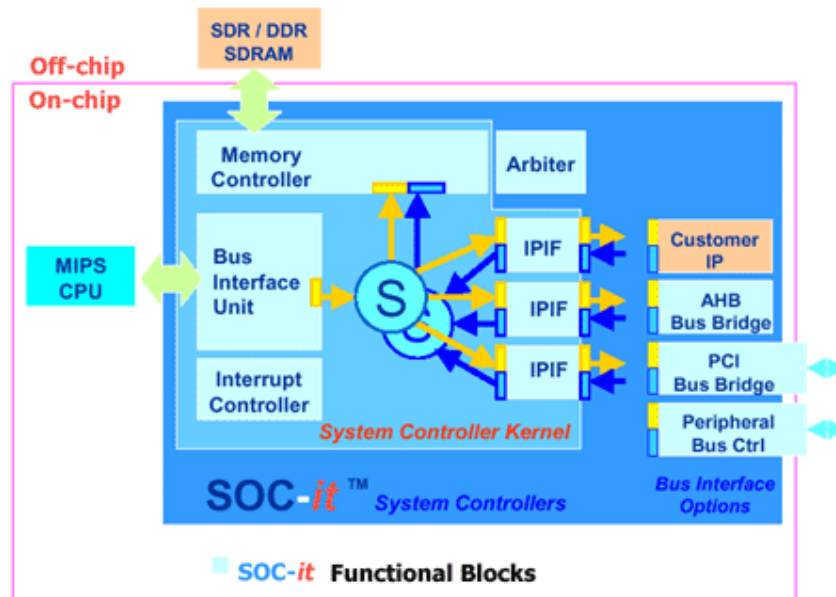 SDR / DDR
SDRAM
Off-chip
On-chip
Memory
Controller
Arbiter
MIPS
CPU
Bus
Interface
Unit
S
IPIF
IPIF
IPIF
Customer
IP
AHB
Bus Bridge
PCI
Bus Bridge
Peripheral
Bus Ctrl
Interrupt
Controller
System Controller Kernel
SOC-it™ System Controllers
Bus Interface
Options
SOC-it Functional Blocks